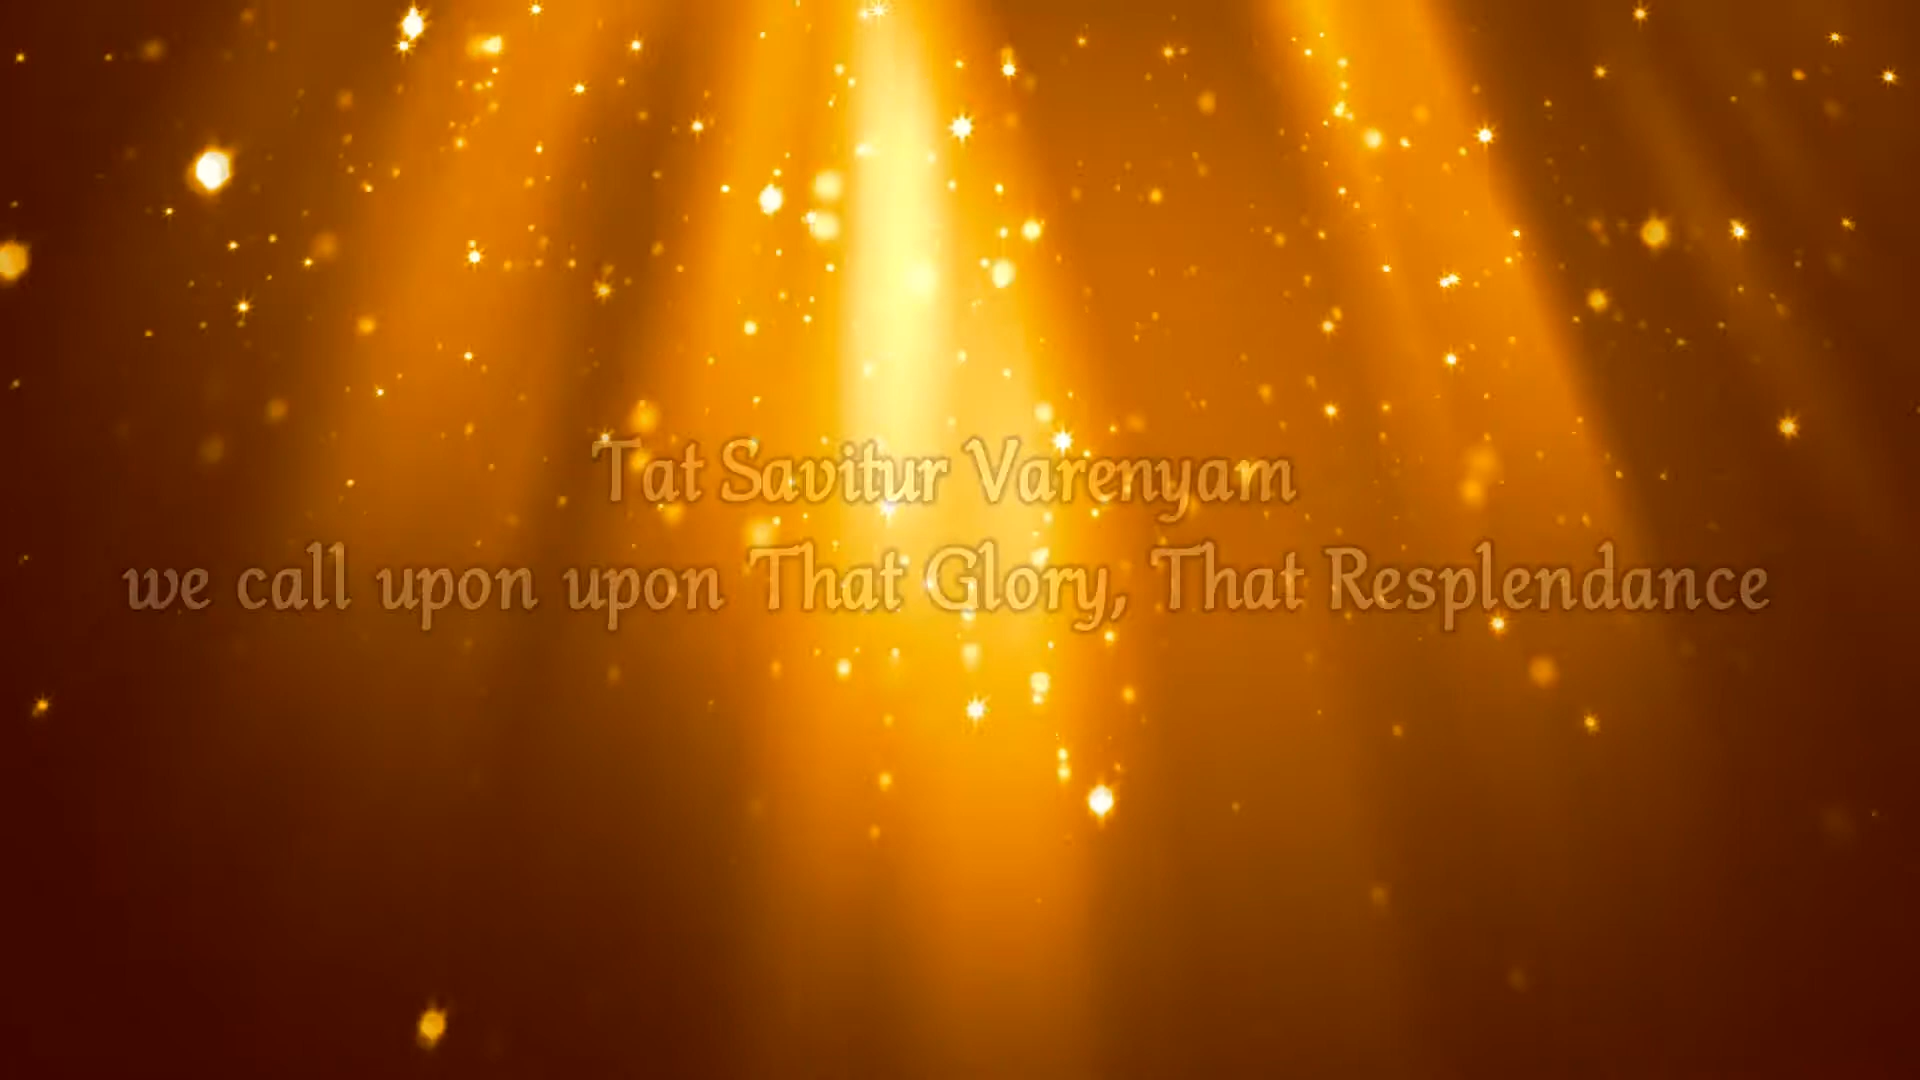 Tat Savitur Varenyam
we call upon upon That Glory, That Resplendance